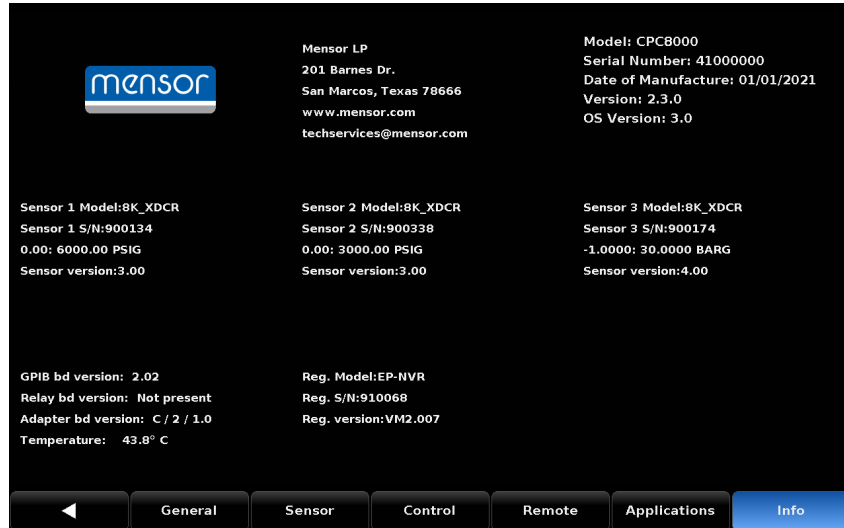 mensor
Mensor LP
201 Barnes Dr.
San Marcos, Texas 78666
www.mensor.com
techservices@mensor.com
Model: CPC8000
Serial Number: 41000000
Date of Manufacture: 01/01/2021
Version: 2.3.0
OS Version: 3.0
Sensor 1 Model:8K_XDCR
Sensor 1 S/N:900134
0.00: 6000.00 PSIG
Sensor version:3.00
Sensor 2 Model:8K_XDCR
Sensor 2 S/N:900338
0.00: 3000.00 PSIG
Sensor version:3.00
Sensor 3 Model:8K_XDCR
Sensor 3 S/N:900174
-1.0000: 30.0000 BARG
Sensor version:4.00
GPIB bd version: 2.02
Relay bd version: Not present
Adapter bd version: C / 2 / 1.0
Temperature: 43.8° C
Reg. Model:EP-NVR
Reg. S/N:910068
Reg. version:VM2.007
General
Sensor
Control
Remote
Applications
Info